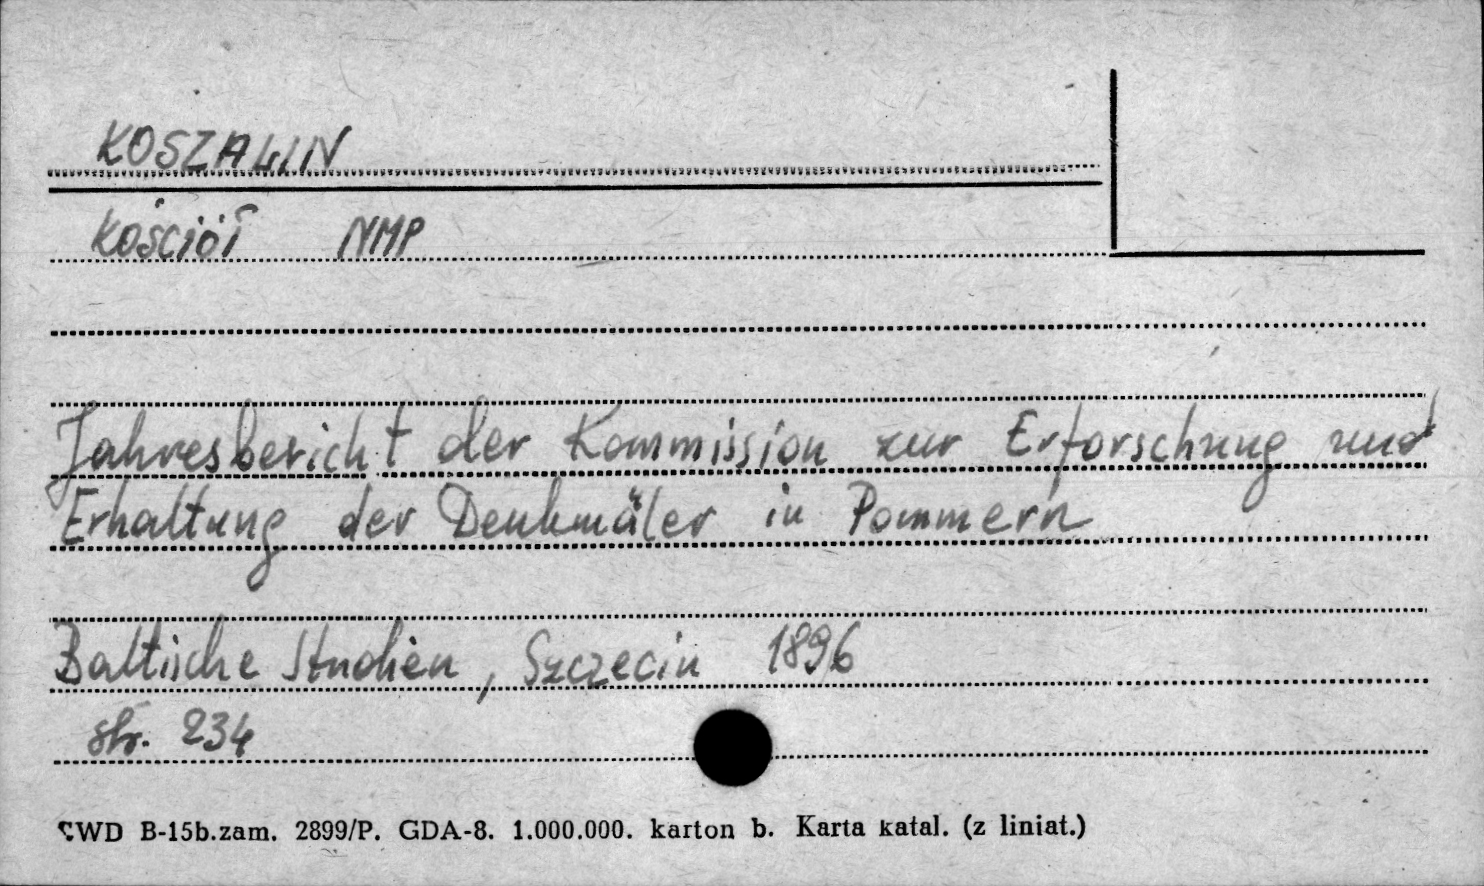 KOSZALIN
KOŚCIÓŁ NMP
Jahresbericht der Kommission zur Erforschung und
Erhaltung der Denkmäler in Pommern
Baltische Studien, Szczecin 1896
str. 234
CWD B-15b.zam. 2899/P. GDA-8. 1.000.000. karton b. Karta katal. (z liniat.)